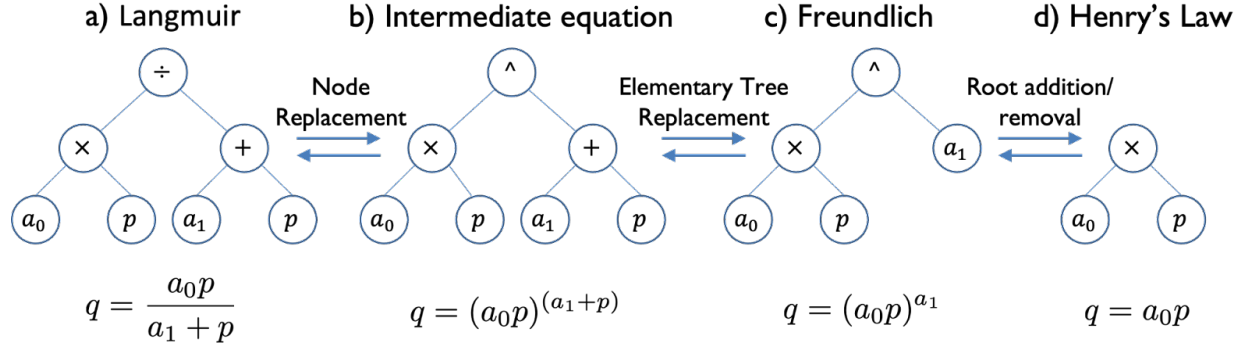 a) Langmuir
b) Intermediate equation
c) Freundlich
d) Henry's Law
÷
^
^
Node
Replacement
Elementary Tree
Replacement
Root addition/
removal
×
+
×
+
×
a₁
×
a₀
p
a₁
p
a₀
p
a₁
p
a₀
p
a₀
p
q = a₀p / (a₁ + p)
q = (a₀p)^(a₁+p)
q = (a₀p)^a₁
q = a₀p